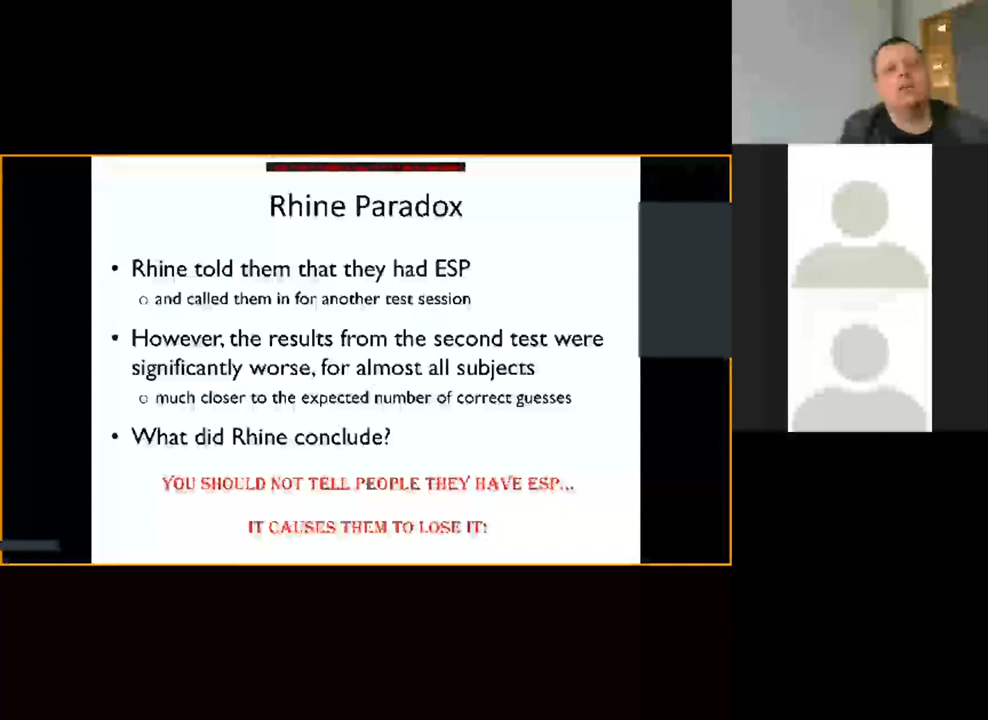 Rhine Paradox
• Rhine told them that they had ESP
o and called them in for another test session
• However, the results from the second test were
significantly worse, for almost all subjects
o much closer to the expected number of correct guesses
• What did Rhine conclude?
YOU SHOULD NOT TELL PEOPLE THEY HAVE ESP...
IT CAUSES THEM TO LOSE IT!